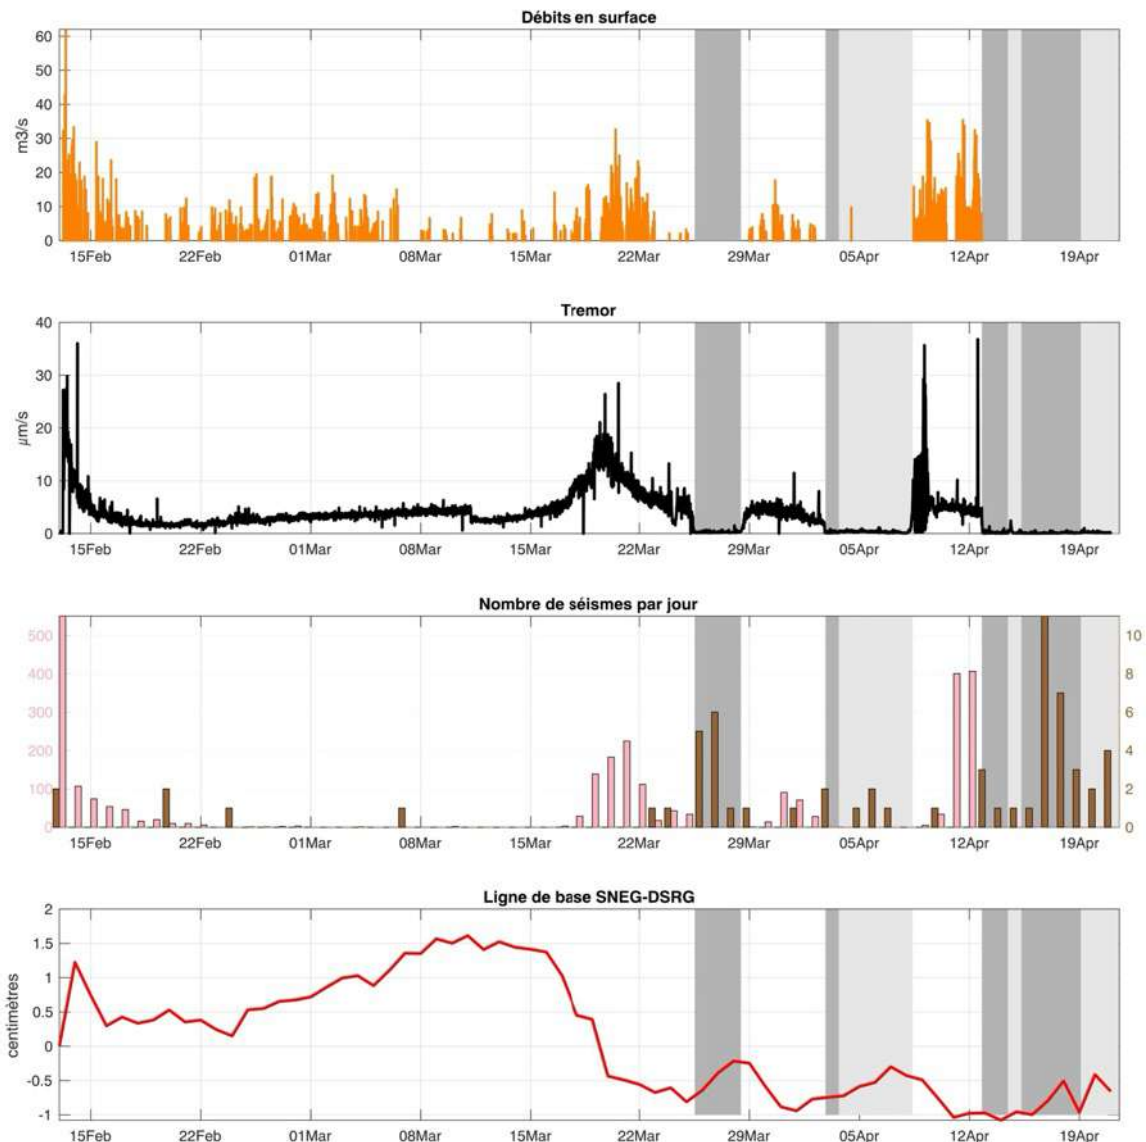 Débits en surface
60
50
40
30
20
10
0
m3/s
15Feb 22Feb 01Mar 08Mar 15Mar 22Mar 29Mar 05Apr 12Apr 19Apr
Tremor
40
30
20
10
0
µm/s
15Feb 22Feb 01Mar 08Mar 15Mar 22Mar 29Mar 05Apr 12Apr 19Apr
Nombre de séismes par jour
500 10
400 8
300 6
200 4
100 2
0 0
15Feb 22Feb 01Mar 08Mar 15Mar 22Mar 29Mar 05Apr 12Apr 19Apr
Ligne de base SNEG-DSRG
2
1.5
1
0.5
0
-0.5
-1
centimètres
15Feb 22Feb 01Mar 08Mar 15Mar 22Mar 29Mar 05Apr 12Apr 19Apr